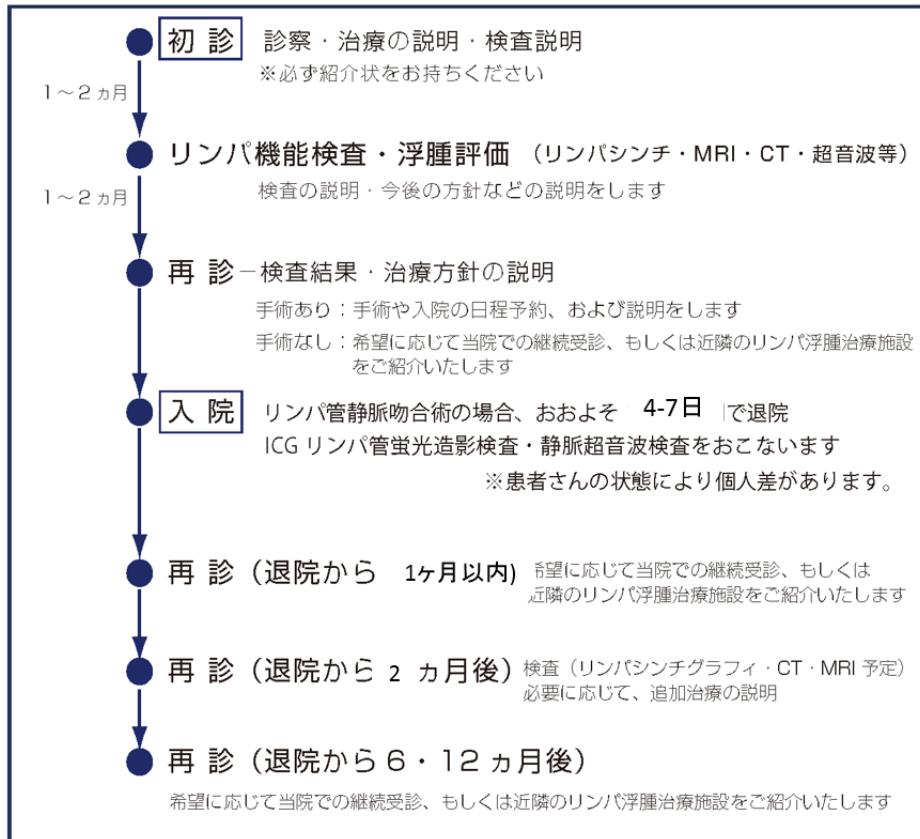 初 診 診察・治療の説明・検査説明
※必ず紹介状をお持ちください
1～2ヵ月
リンパ機能検査・浮腫評価 （リンパシンチ・MRI・CT・超音波等）
検査の説明・今後の方針などの説明をします
1～2ヵ月
再 診－検査結果・治療方針の説明
手術あり：手術や入院の日程予約、および説明をします
手術なし：希望に応じて当院での継続受診、もしくは近隣のリンパ浮腫治療施設
をご紹介いたします
入 院 リンパ管静脈吻合術の場合、おおよそ 4-7日 で退院
ICG リンパ管蛍光造影検査・静脈超音波検査をおこないます
※患者さんの状態により個人差があります。
再 診（退院から 1ヶ月以内) 希望に応じて当院での継続受診、もしくは
近隣のリンパ浮腫治療施設をご紹介いたします
再 診（退院から 2 ヵ月後） 検査（リンパシンチグラフィ・CT・MRI 予定）
必要に応じて、追加治療の説明
再 診（退院から 6・12 ヵ月後）
希望に応じて当院での継続受診、もしくは近隣のリンパ浮腫治療施設をご紹介いたします